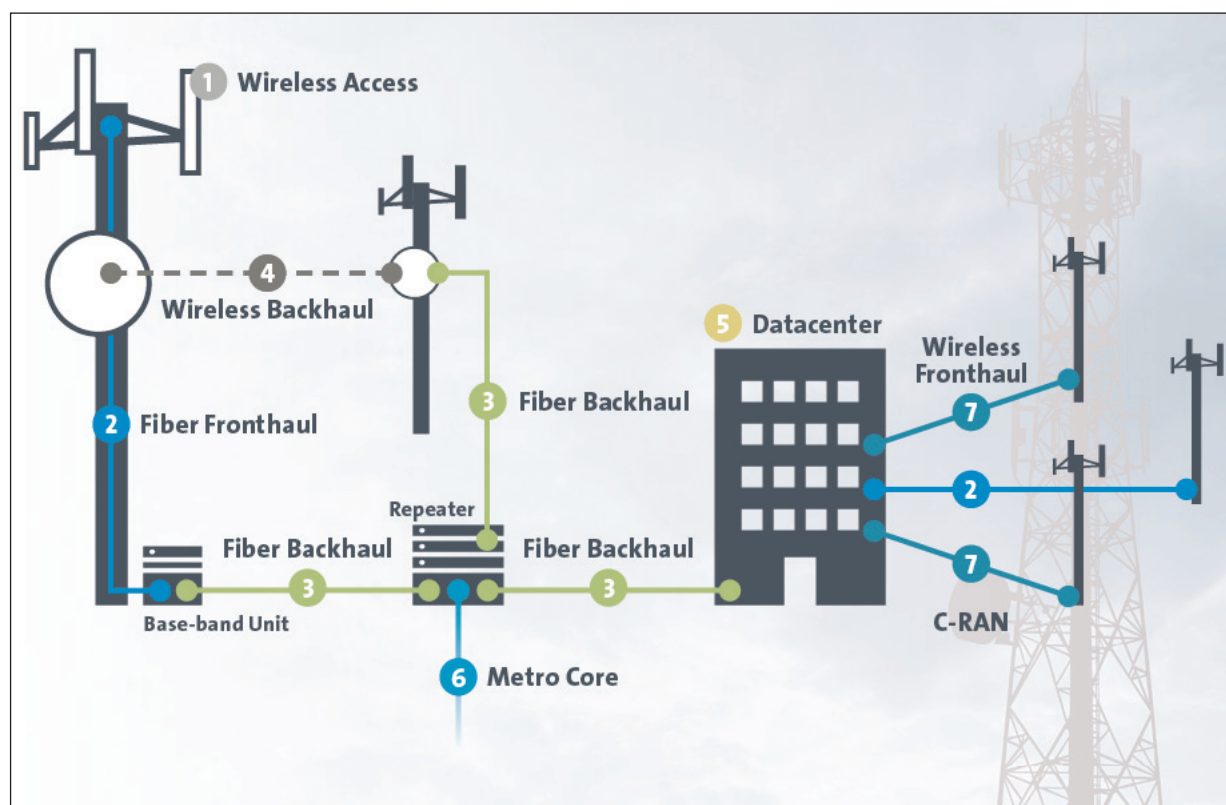 1 Wireless Access
4
Wireless Backhaul
5 Datacenter
Wireless
Fronthaul
7
3 Fiber Backhaul
2 Fiber Fronthaul
2
Repeater
Fiber Backhaul
3
Fiber Backhaul
3
7
Base-band Unit
C-RAN
6 Metro Core